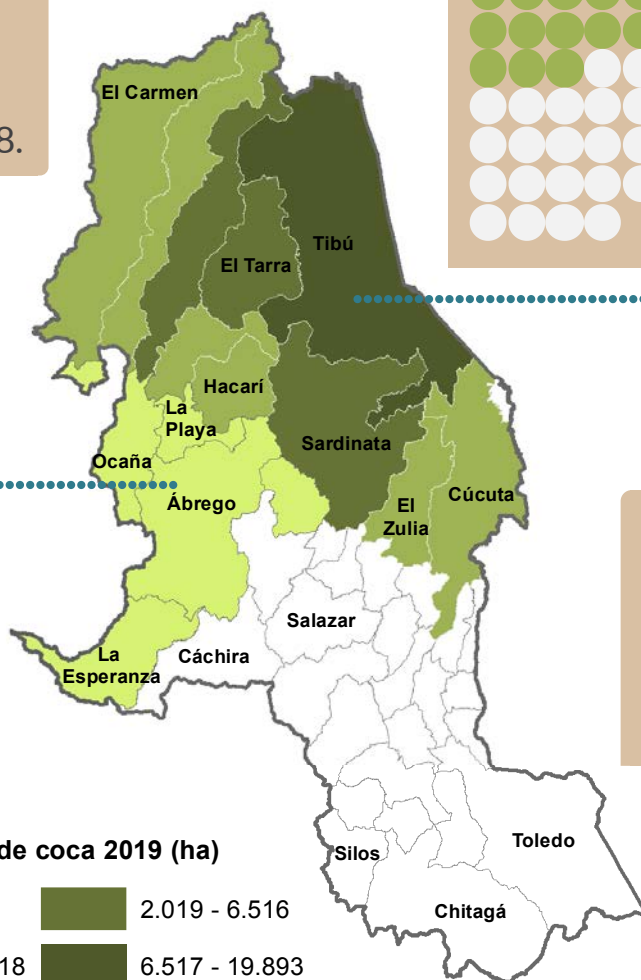 8.
El Carmen
Tibú
El Tarra
Hacarí
La
Playa
Sardinata
Ocaña
Cúcuta
Ábrego
El
Zulia
Salazar
La
Esperanza
Cáchira
de coca 2019 (ha)
Silos
Toledo
2.019 - 6.516
Chitagá
18
6.517 - 19.893